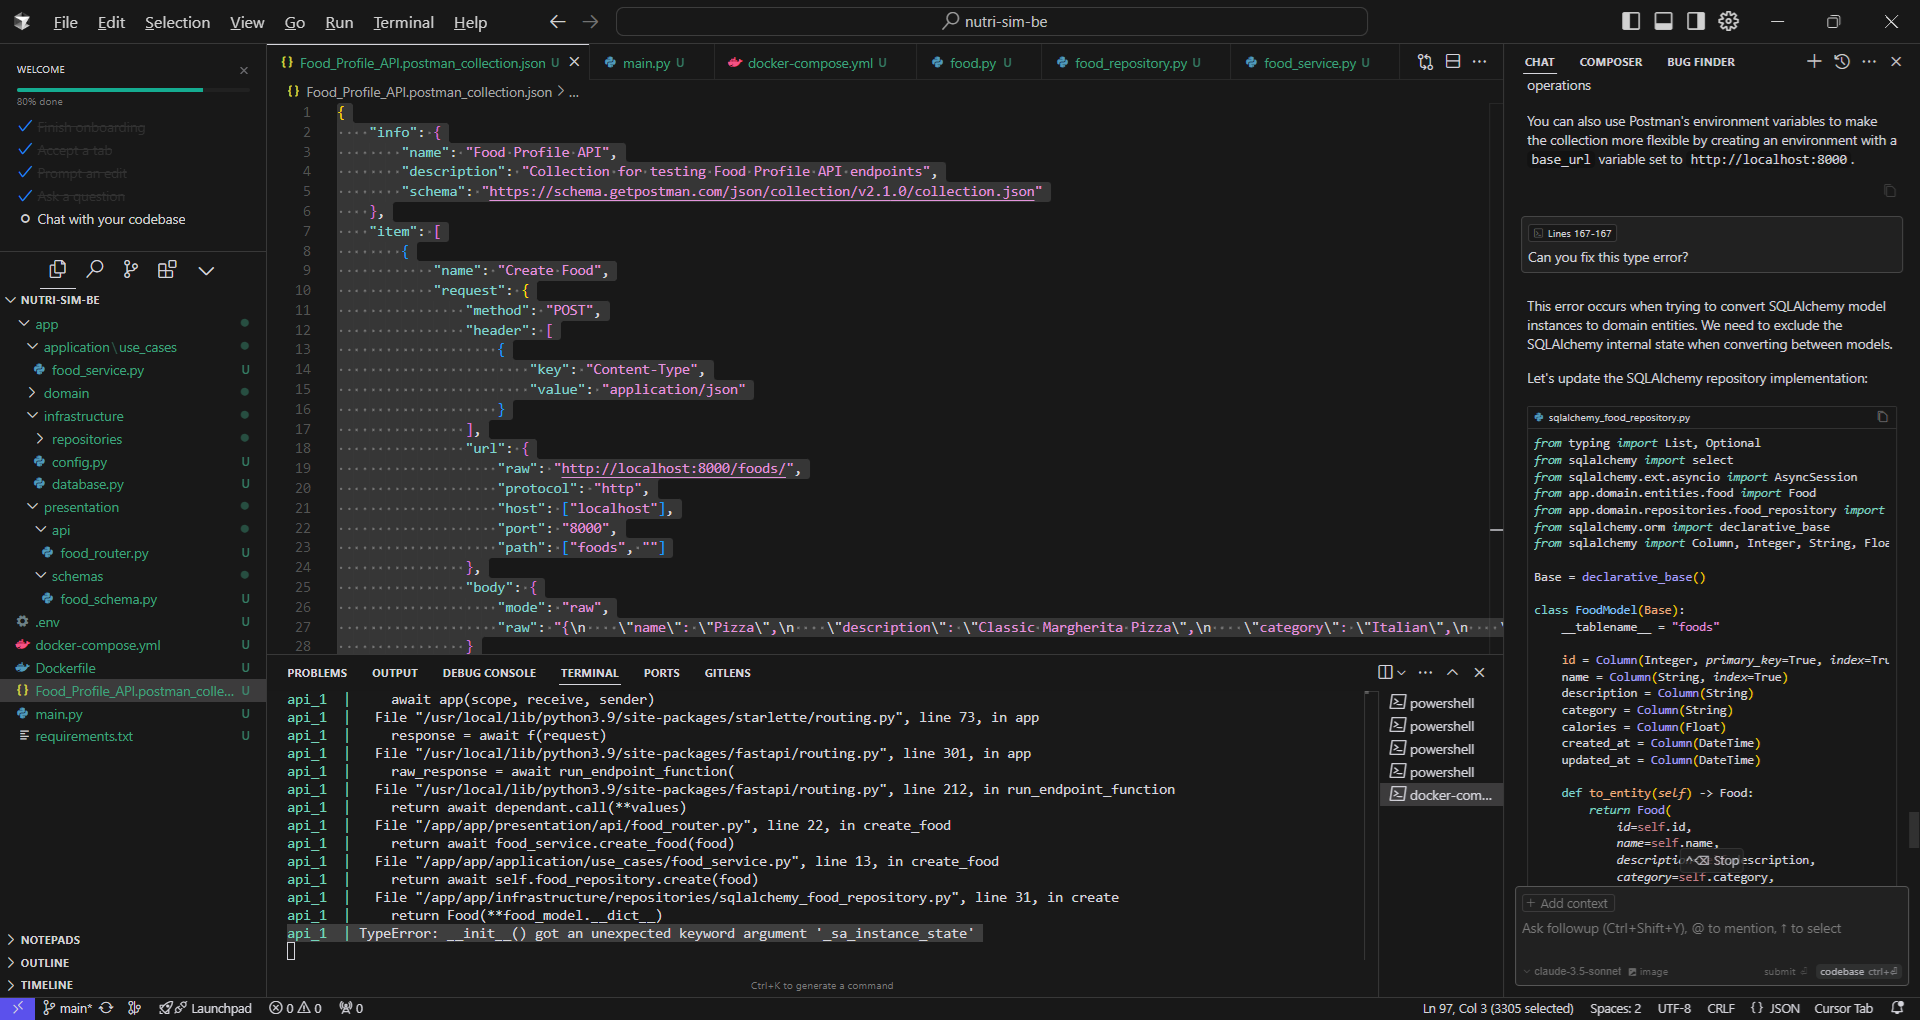 File Edit Selection View Go Run Terminal Help
nutri-sim-be
WELCOME
80% done
Finish onboarding
Accept a tab
Prompt an edit
Ask a question
Chat with your codebase
NUTRI-SIM-BE
app
application \ use_cases
food_service.py U
domain
infrastructure
repositories
config.py U
database.py U
presentation
api
food_router.py U
schemas
food_schema.py U
.env U
docker-compose.yml U
Dockerfile U
{} Food_Profile_API.postman_colle... U
main.py U
requirements.txt U
NOTEPADS
OUTLINE
TIMELINE
{} Food_Profile_API.postman_collection.json U
main.py U
docker-compose.yml U
food.py U
food_repository.py U
food_service.py U
{} Food_Profile_API.postman_collection.json > ...
1 {
2 "info": {
3 "name": "Food Profile API",
4 "description": "Collection for testing Food Profile API endpoints",
5 "schema": "https://schema.getpostman.com/json/collection/v2.1.0/collection.json"
6 },
7 "item": [
8 {
9 "name": "Create Food",
10 "request": {
11 "method": "POST",
12 "header": [
13 {
14 "key": "Content-Type",
15 "value": "application/json"
16 }
17 ],
18 "url": {
19 "raw": "http://localhost:8000/foods/",
20 "protocol": "http",
21 "host": ["localhost"],
22 "port": "8000",
23 "path": ["foods", ""]
24 },
25 "body": {
26 "mode": "raw",
27 "raw": "{\n    \"name\": \"Pizza\",\n    \"description\": \"Classic Margherita Pizza\",\n    \"category\": \"Italian\",\n    \
28 }
PROBLEMS OUTPUT DEBUG CONSOLE TERMINAL PORTS GITLENS
api_1 | await app(scope, receive, sender)
api_1 | File "/usr/local/lib/python3.9/site-packages/starlette/routing.py", line 73, in app
api_1 | response = await f(request)
api_1 | File "/usr/local/lib/python3.9/site-packages/fastapi/routing.py", line 301, in app
api_1 | raw_response = await run_endpoint_function(
api_1 | File "/usr/local/lib/python3.9/site-packages/fastapi/routing.py", line 212, in run_endpoint_function
api_1 | return await dependant.call(**values)
api_1 | File "/app/app/presentation/api/food_router.py", line 22, in create_food
api_1 | return await food_service.create_food(food)
api_1 | File "/app/app/application/use_cases/food_service.py", line 13, in create_food
api_1 | return await self.food_repository.create(food)
api_1 | File "/app/app/infrastructure/repositories/sqlalchemy_food_repository.py", line 31, in create
api_1 | return Food(**food_model.__dict__)
api_1 | TypeError: __init__() got an unexpected keyword argument '_sa_instance_state'
Ctrl+K to generate a command
powershell
powershell
powershell
powershell
docker-com...
CHAT COMPOSER BUG FINDER
operations
You can also use Postman's environment variables to make
the collection more flexible by creating an environment with a
base_url variable set to http://localhost:8000 .
Lines 167-167
Can you fix this type error?
This error occurs when trying to convert SQLAlchemy model
instances to domain entities. We need to exclude the
SQLAlchemy internal state when converting between models.
Let's update the SQLAlchemy repository implementation:
sqlalchemy_food_repository.py
from typing import List, Optional
from sqlalchemy import select
from sqlalchemy.ext.asyncio import AsyncSession
from app.domain.entities.food import Food
from app.domain.repositories.food_repository import
from sqlalchemy.orm import declarative_base
from sqlalchemy import Column, Integer, String, Floa
Base = declarative_base()
class FoodModel(Base):
__tablename__ = "foods"
id = Column(Integer, primary_key=True, index=Tru
name = Column(String, index=True)
description = Column(String)
category = Column(String)
calories = Column(Float)
created_at = Column(DateTime)
updated_at = Column(DateTime)
def to_entity(self) -> Food:
return Food(
id=self.id,
name=self.name,
descripti escription,
^⌫ Stop
category=self.category,
+ Add context
Ask followup (Ctrl+Shift+Y), @ to mention, ↑ to select
claude-3.5-sonnet image submit codebase ctrl+⏎
main* Launchpad 0 0 0
Ln 97, Col 3 (3305 selected) Spaces: 2 UTF-8 CRLF {} JSON Cursor Tab